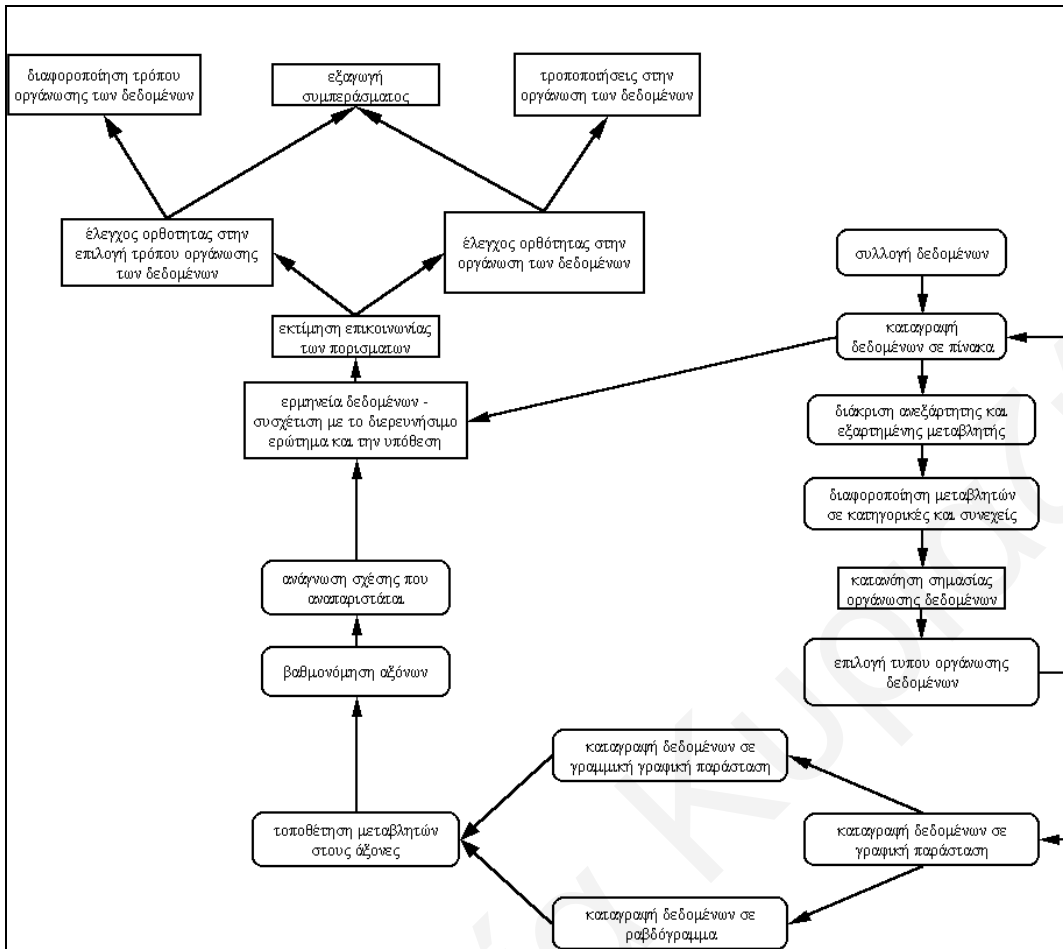 διαφοροποίηση τρόπου
οργάνωσης των δεδομένων
εξαγωγή
συμπεράσματος
τροποποιήσεις στην
οργάνωση των δεδομένων
έλεγχος ορθοτητας στην
επιλογή τρόπου οργάνωσης
των δεδομένων
έλεγχος ορθότητας στην
οργάνωση των δεδομένων
συλλογή δεδομένων
εκτίμηση επικοινωνίας
των πορισματων
καταγραφή
δεδομένων σε πίνακα
ερμηνεία δεδομένων -
συσχέτιση με το διερευνήσιμο
ερώτημα και την υπόθεση
διάκριση ανεξάρτητης και
εξαρτημένης μεταβλητής
διαφοροποίηση μεταβλητών
σε κατηγορικές και συνεχείς
ανάγνωση σχέσης που
αναπαριστάται
κατανόηση σημασίας
οργάνωσης δεδομένων
βαθμονόμηση αξόνων
επιλογή τυπου οργάνωσης
δεδομένων
καταγραφή δεδομένων σε
γραμμική γραφική παράσταση
τοποθέτηση μεταβλητών
στους άξονες
καταγραφή δεδομένων σε
γραφική παράσταση
καταγραφή δεδομένων σε
ραβδόγραμμα